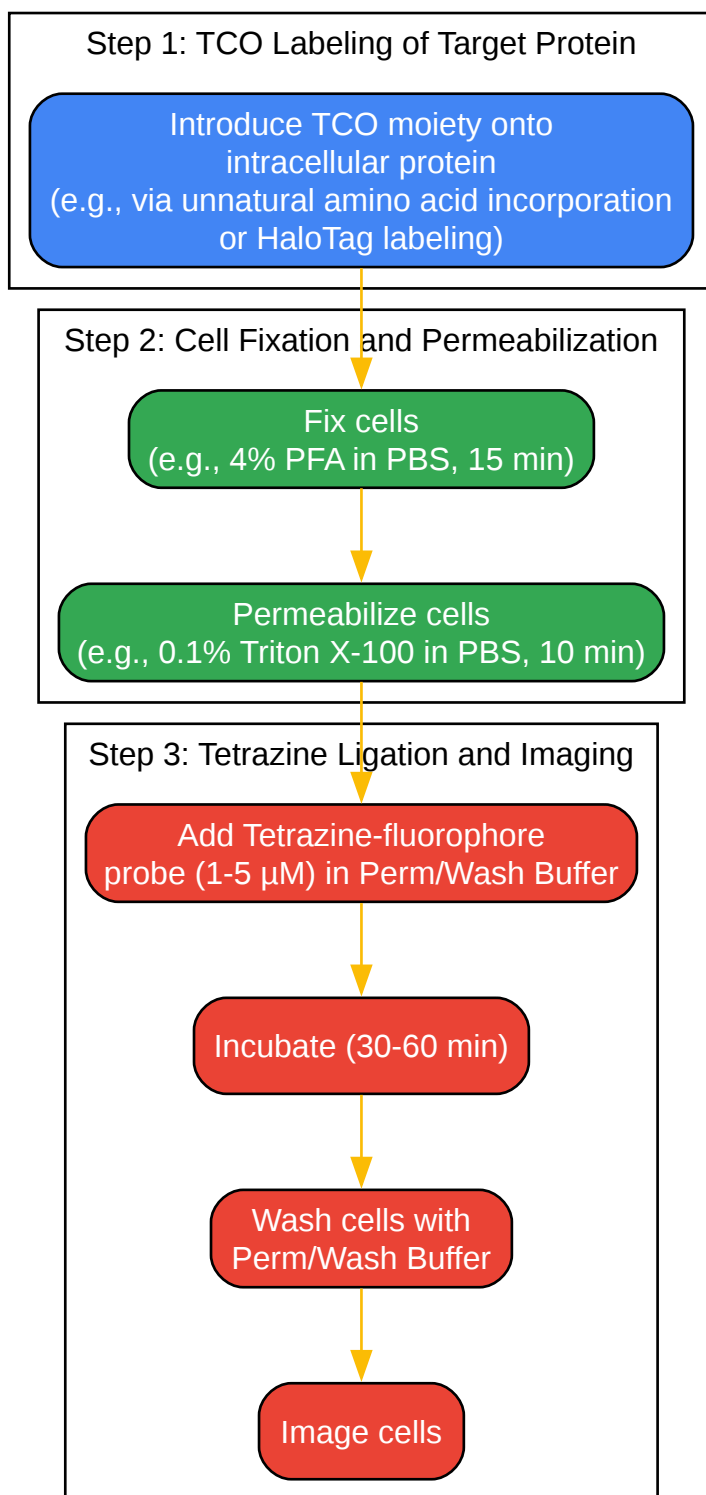 Step 1: TCO Labeling of Target Protein
Introduce TCO moiety onto
intracellular protein
(e.g., via unnatural amino acid incorporation
or HaloTag labeling)
Step 2: Cell Fixation and Permeabilization
Fix cells
(e.g., 4% PFA in PBS, 15 min)
Permeabilize cells
(e.g., 0.1% Triton X-100 in PBS, 10 min)
Step 3: Tetrazine Ligation and Imaging
Add Tetrazine-fluorophore
probe (1-5 µM) in Perm/Wash Buffer
Incubate (30-60 min)
Wash cells with
Perm/Wash Buffer
Image cells